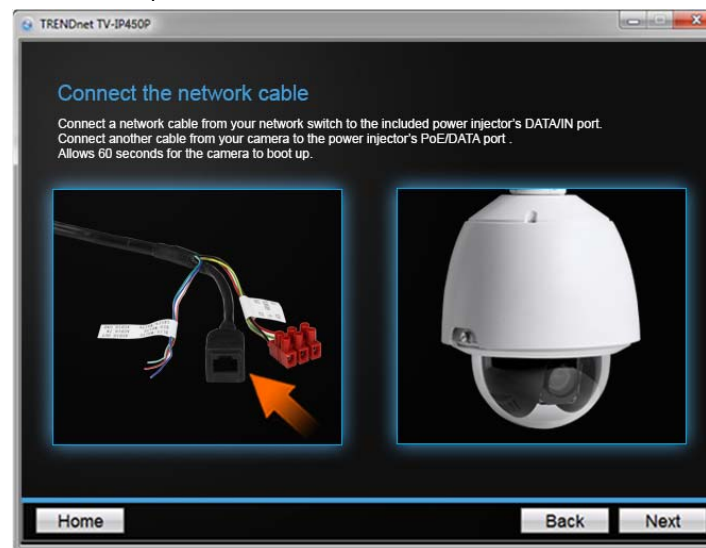 TRENDnet TV-IP450P
Connect the network cable
Connect a network cable from your network switch to the included power injector's DATA/IN port.
Connect another cable from your camera to the power injector's PoE/DATA port .
Allows 60 seconds for the camera to boot up.
Home
Back
Next